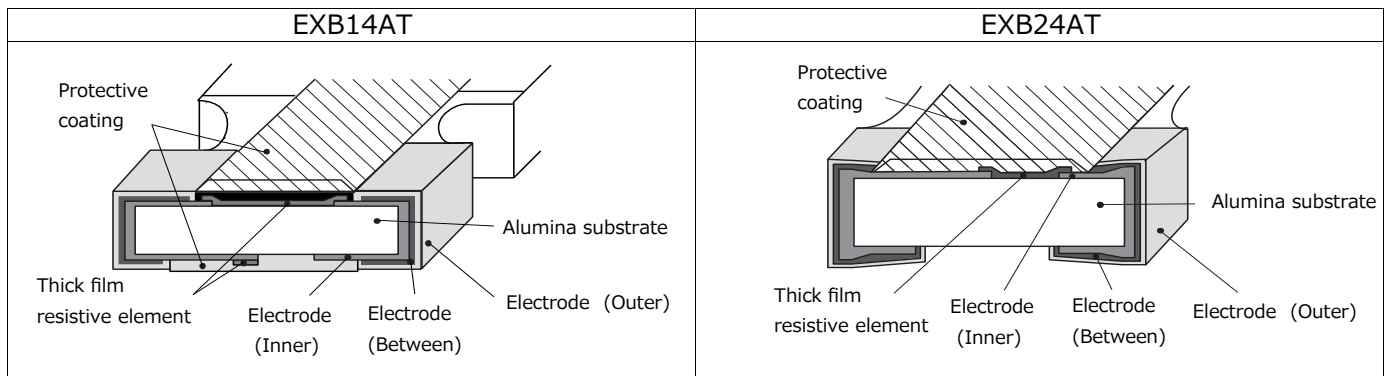 EXB14AT
Protective
coating
Alumina substrate
Thick film
resistive element
Electrode
(Inner)
Electrode
(Between)
Electrode (Outer)
EXB24AT
Protective
coating
Alumina substrate
Thick film
resistive element
Electrode
(Inner)
Electrode
(Between)
Electrode (Outer)